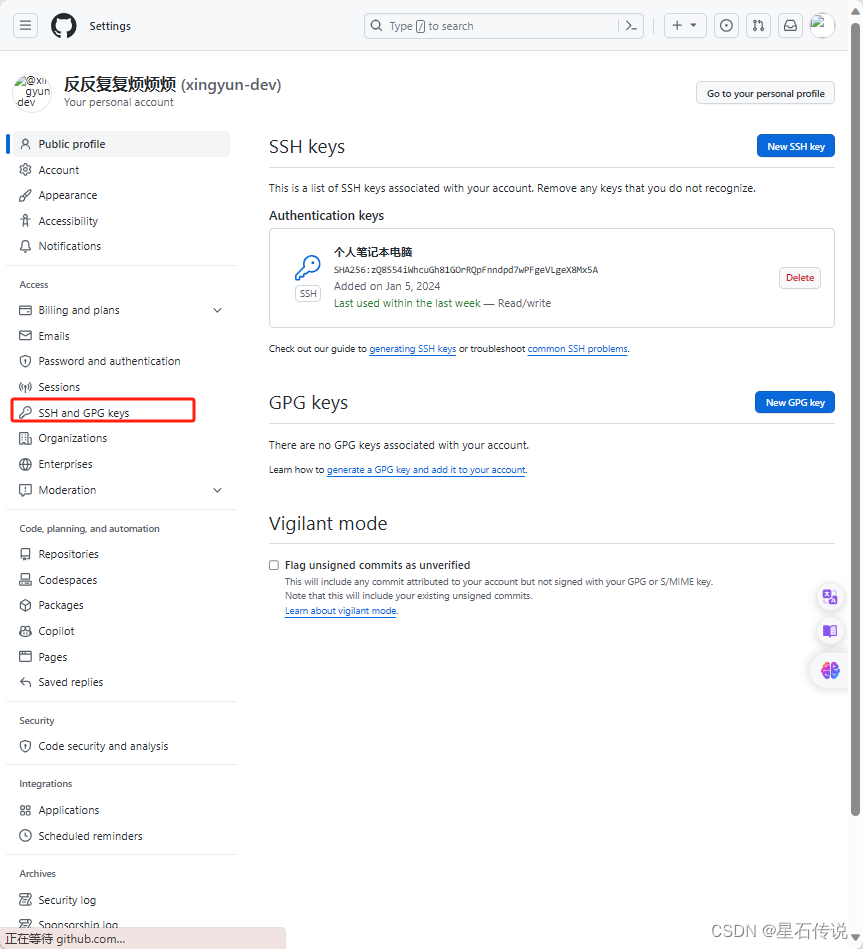 Settings
Type / to search
@xin
gyun-
dev
反反复复烦烦烦 (xingyun-dev)
Your personal account
Go to your personal profile
Public profile
Account
Appearance
Accessibility
Notifications
Access
Billing and plans
Emails
Password and authentication
Sessions
SSH and GPG keys
Organizations
Enterprises
Moderation
Code, planning, and automation
Repositories
Codespaces
Packages
Copilot
Pages
Saved replies
Security
Code security and analysis
Integrations
Applications
Scheduled reminders
Archives
Security log
Sponsorship log
SSH keys
New SSH key
This is a list of SSH keys associated with your account. Remove any keys that you do not recognize.
Authentication keys
个人笔记本电脑
SHA256:zQ8554iWhcuGh81GOrRQpFnndpd7wPFgeVLgeX8Mx5A
SSH
Added on Jan 5, 2024
Last used within the last week — Read/write
Delete
Check out our guide to generating SSH keys or troubleshoot common SSH problems.
GPG keys
New GPG key
There are no GPG keys associated with your account.
Learn how to generate a GPG key and add it to your account.
Vigilant mode
Flag unsigned commits as unverified
This will include any commit attributed to your account but not signed with your GPG or S/MIME key.
Note that this will include your existing unsigned commits.
Learn about vigilant mode.
正在等待 github.com...
CSDN @星石传说